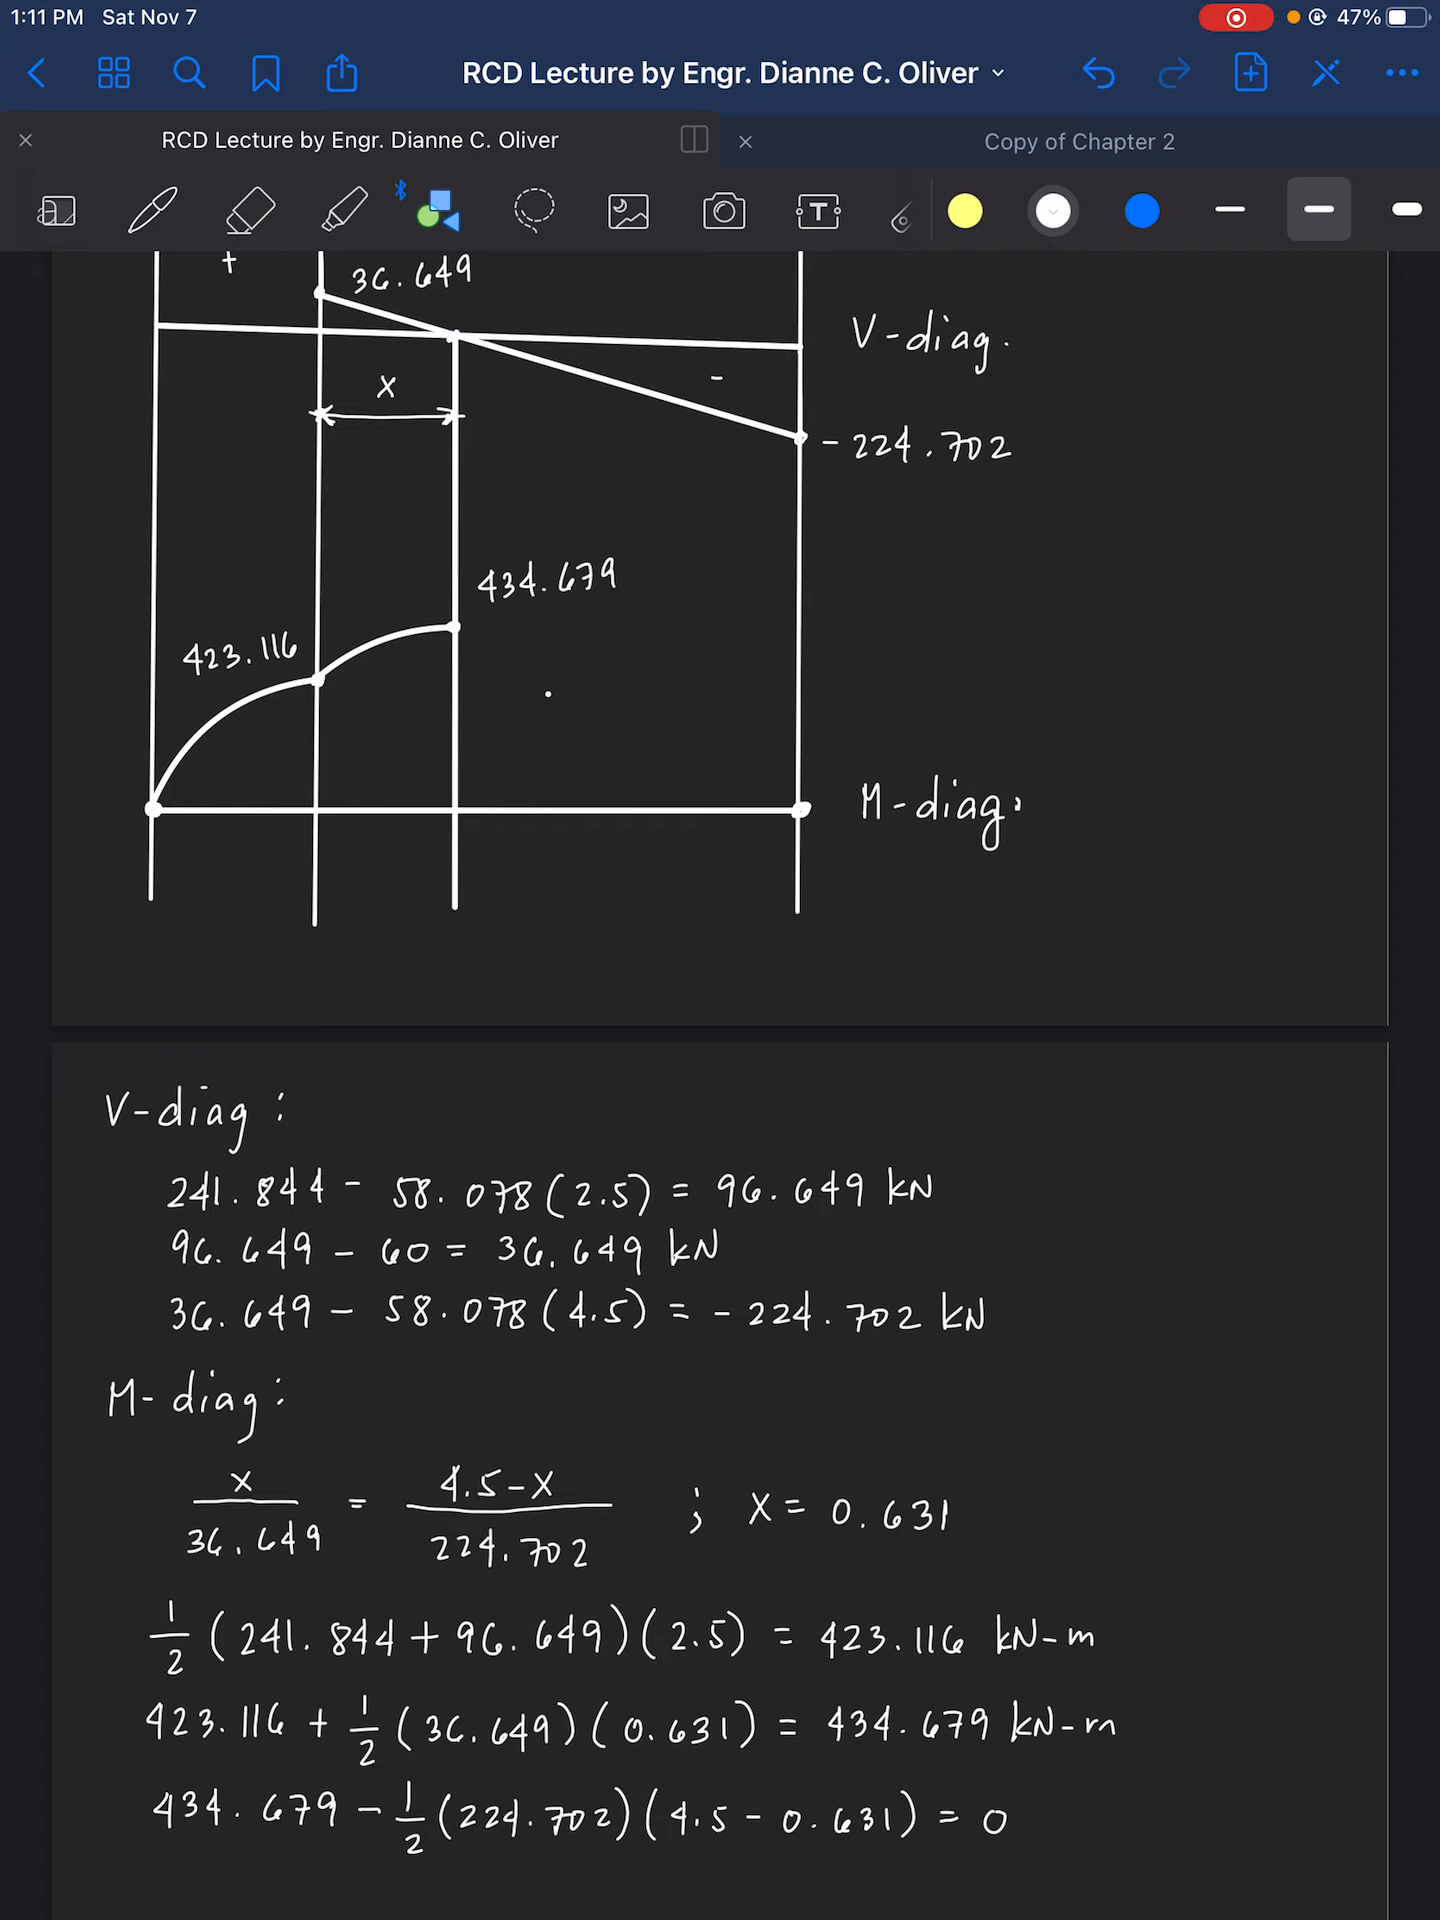 1:11 PM Sat Nov 7 47%
RCD Lecture by Engr. Dianne C. Oliver
RCD Lecture by Engr. Dianne C. Oliver
Copy of Chapter 2
T
+
36.649
V-diag.
x
-
-224.702
434.679
423.116
M-diag.
V-diag:
241.844 - 58.078(2.5) = 96.649 kN
96.649 - 60 = 36.649 kN
36.649 - 58.078(4.5) = -224.702 kN
M-diag:
x/36.649 = 4.5-x/224.702 ; x = 0.631
1/2 (241.844 + 96.649)(2.5) = 423.116 kN-m
423.116 + 1/2 (36.649)(0.631) = 434.679 kN-m
434.679 - 1/2 (224.702)(4.5 - 0.631) = 0